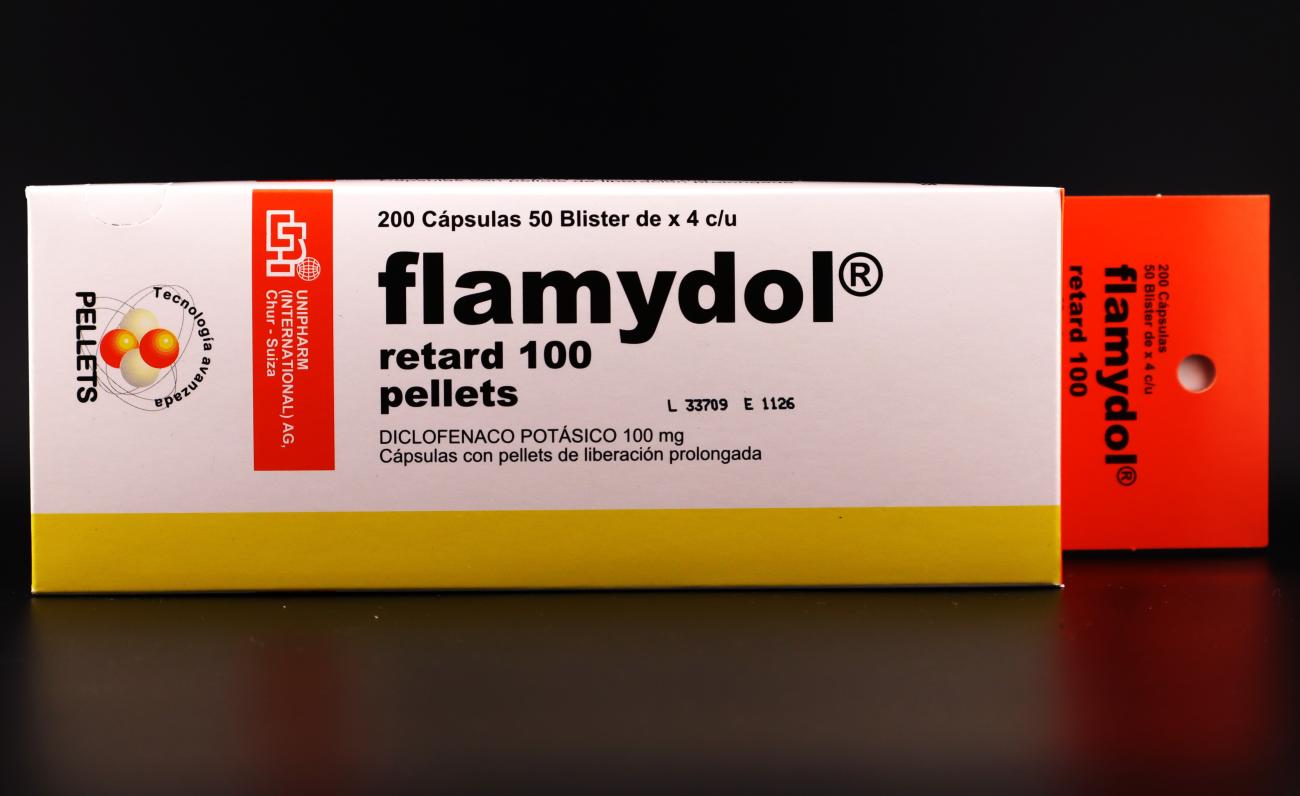 200 Cápsulas 50 Blister de x 4 c/u
flamydol®
retard 100
pellets
L 33709 E 1126
DICLOFENACO POTÁSICO 100 mg
Cápsulas con pellets de liberación prolongada
UNIPHARM
(INTERNATIONAL) AG,
Chur - Suiza
Tecnología avanzada
PELLETS
200 Cápsulas
50 Blister de x 4 c/u
flamydol®
retard 100